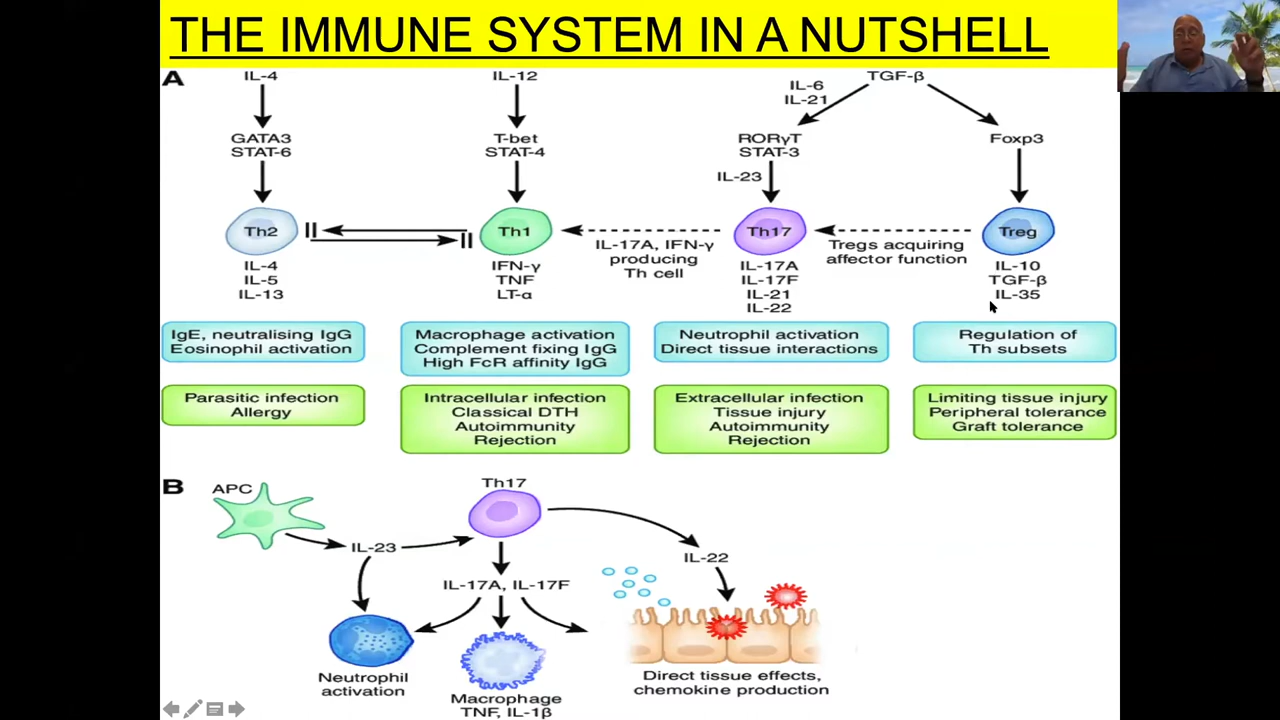 THE IMMUNE SYSTEM IN A NUTSHELL
A
IL-4
IL-12
IL-6
IL-21
TGF-β
GATA3
STAT-6
T-bet
STAT-4
RORγT
STAT-3
Foxp3
IL-23
Th2
Th1
Th17
Treg
IL-17A, IFN-γ
producing
Th cell
Tregs acquiring
affector function
IL-4
IL-5
IL-13
IFN-γ
TNF
LT-α
IL-17A
IL-17F
IL-21
IL-22
IL-10
TGF-β
IL-35
IgE, neutralising IgG
Eosinophil activation
Macrophage activation
Complement fixing IgG
High FcR affinity IgG
Neutrophil activation
Direct tissue interactions
Regulation of
Th subsets
Parasitic infection
Allergy
Intracellular infection
Classical DTH
Autoimmunity
Rejection
Extracellular infection
Tissue injury
Autoimmunity
Rejection
Limiting tissue injury
Peripheral tolerance
Graft tolerance
B
APC
Th17
IL-23
IL-22
IL-17A, IL-17F
Neutrophil
activation
Macrophage
TNF, IL-1β
Direct tissue effects,
chemokine production